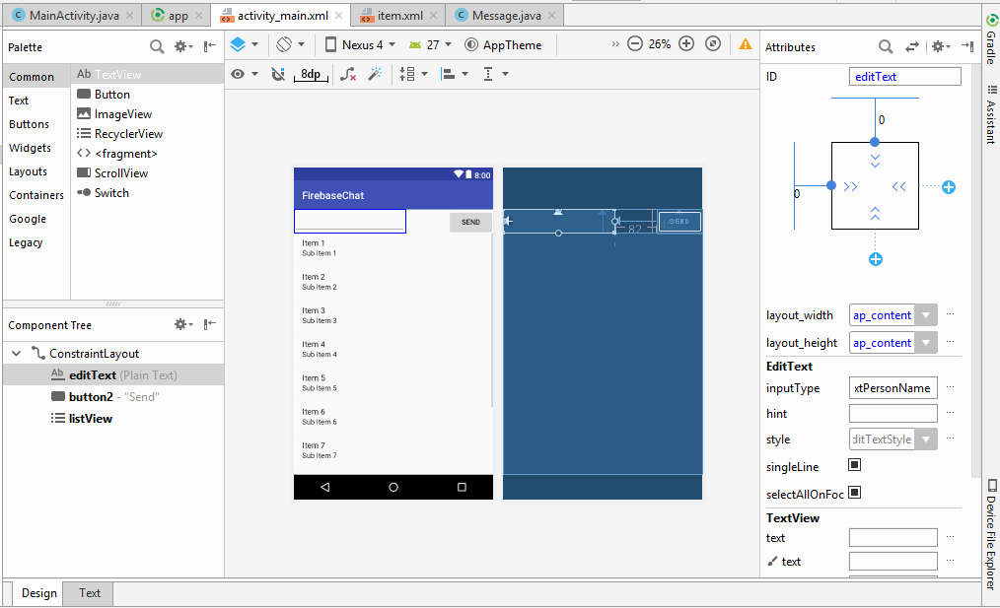 MainActivity.java app activity_main.xml item.xml Message.java
Palette Nexus 4 27 AppTheme 26% Attributes
Common
Text
Buttons
Widgets
Layouts
Containers
Google
Legacy
Ab TextView
Button
ImageView
RecyclerView
<fragment>
ScrollView
Switch
8dp
Component Tree
ConstraintLayout
Ab editText (Plain Text)
button2 - "Send"
listView
8:00
FirebaseChat
SEND
Item 1
Sub Item 1
Item 2
Sub Item 2
Item 3
Sub Item 3
Item 4
Sub Item 4
Item 5
Sub Item 5
Item 6
Sub Item 6
Item 7
Sub Item 7
82
SEND
ID editText
0
0
layout_width ap_content
layout_height ap_content
EditText
inputType xtPersonName
hint
style ditTextStyle
singleLine
selectAllOnFoc
TextView
text
text
Gradle
Assistant
Device File Explorer
Design Text